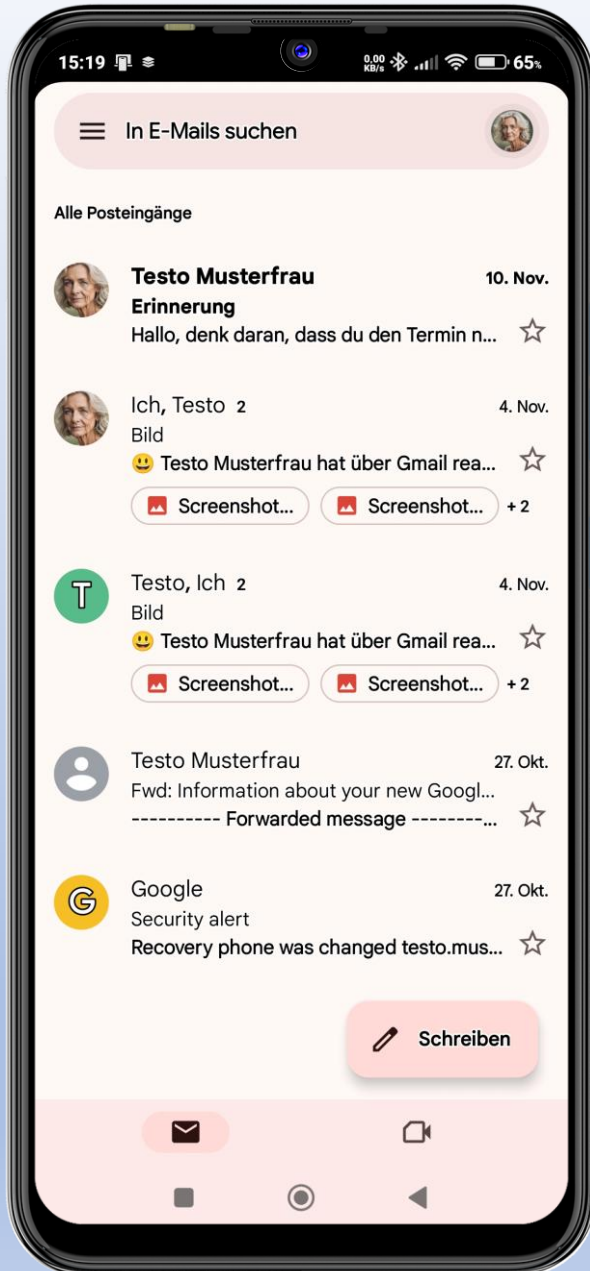 15:19
0,00 KB/s
65%
In E-Mails suchen
Alle Posteingänge
Testo Musterfrau 10. Nov.
Erinnerung
Hallo, denk daran, dass du den Termin n...
Ich, Testo 2 4. Nov.
Bild
😃 Testo Musterfrau hat über Gmail rea...
Screenshot... Screenshot... + 2
T
Testo, Ich 2 4. Nov.
Bild
😃 Testo Musterfrau hat über Gmail rea...
Screenshot... Screenshot... + 2
Testo Musterfrau 27. Okt.
Fwd: Information about your new Googl...
---------- Forwarded message --------...
G
Google 27. Okt.
Security alert
Recovery phone was changed testo.mus...
Schreiben